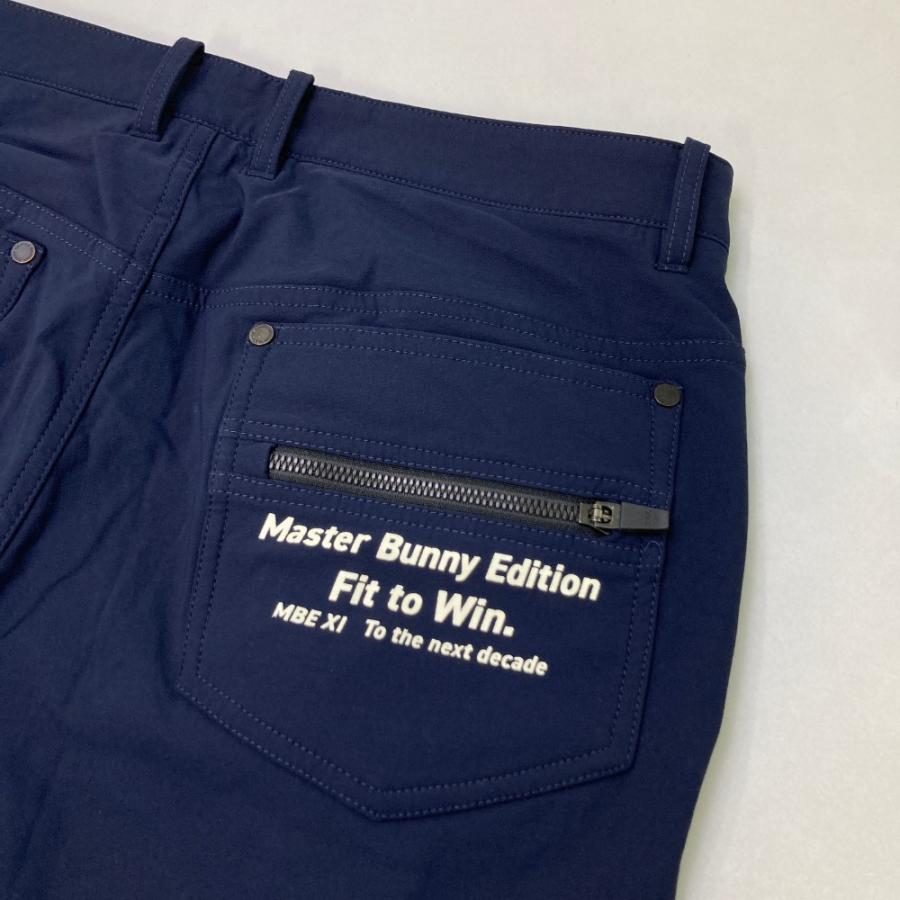 Master Bunny Edition
Fit to Win.
MBE XI To the next decade